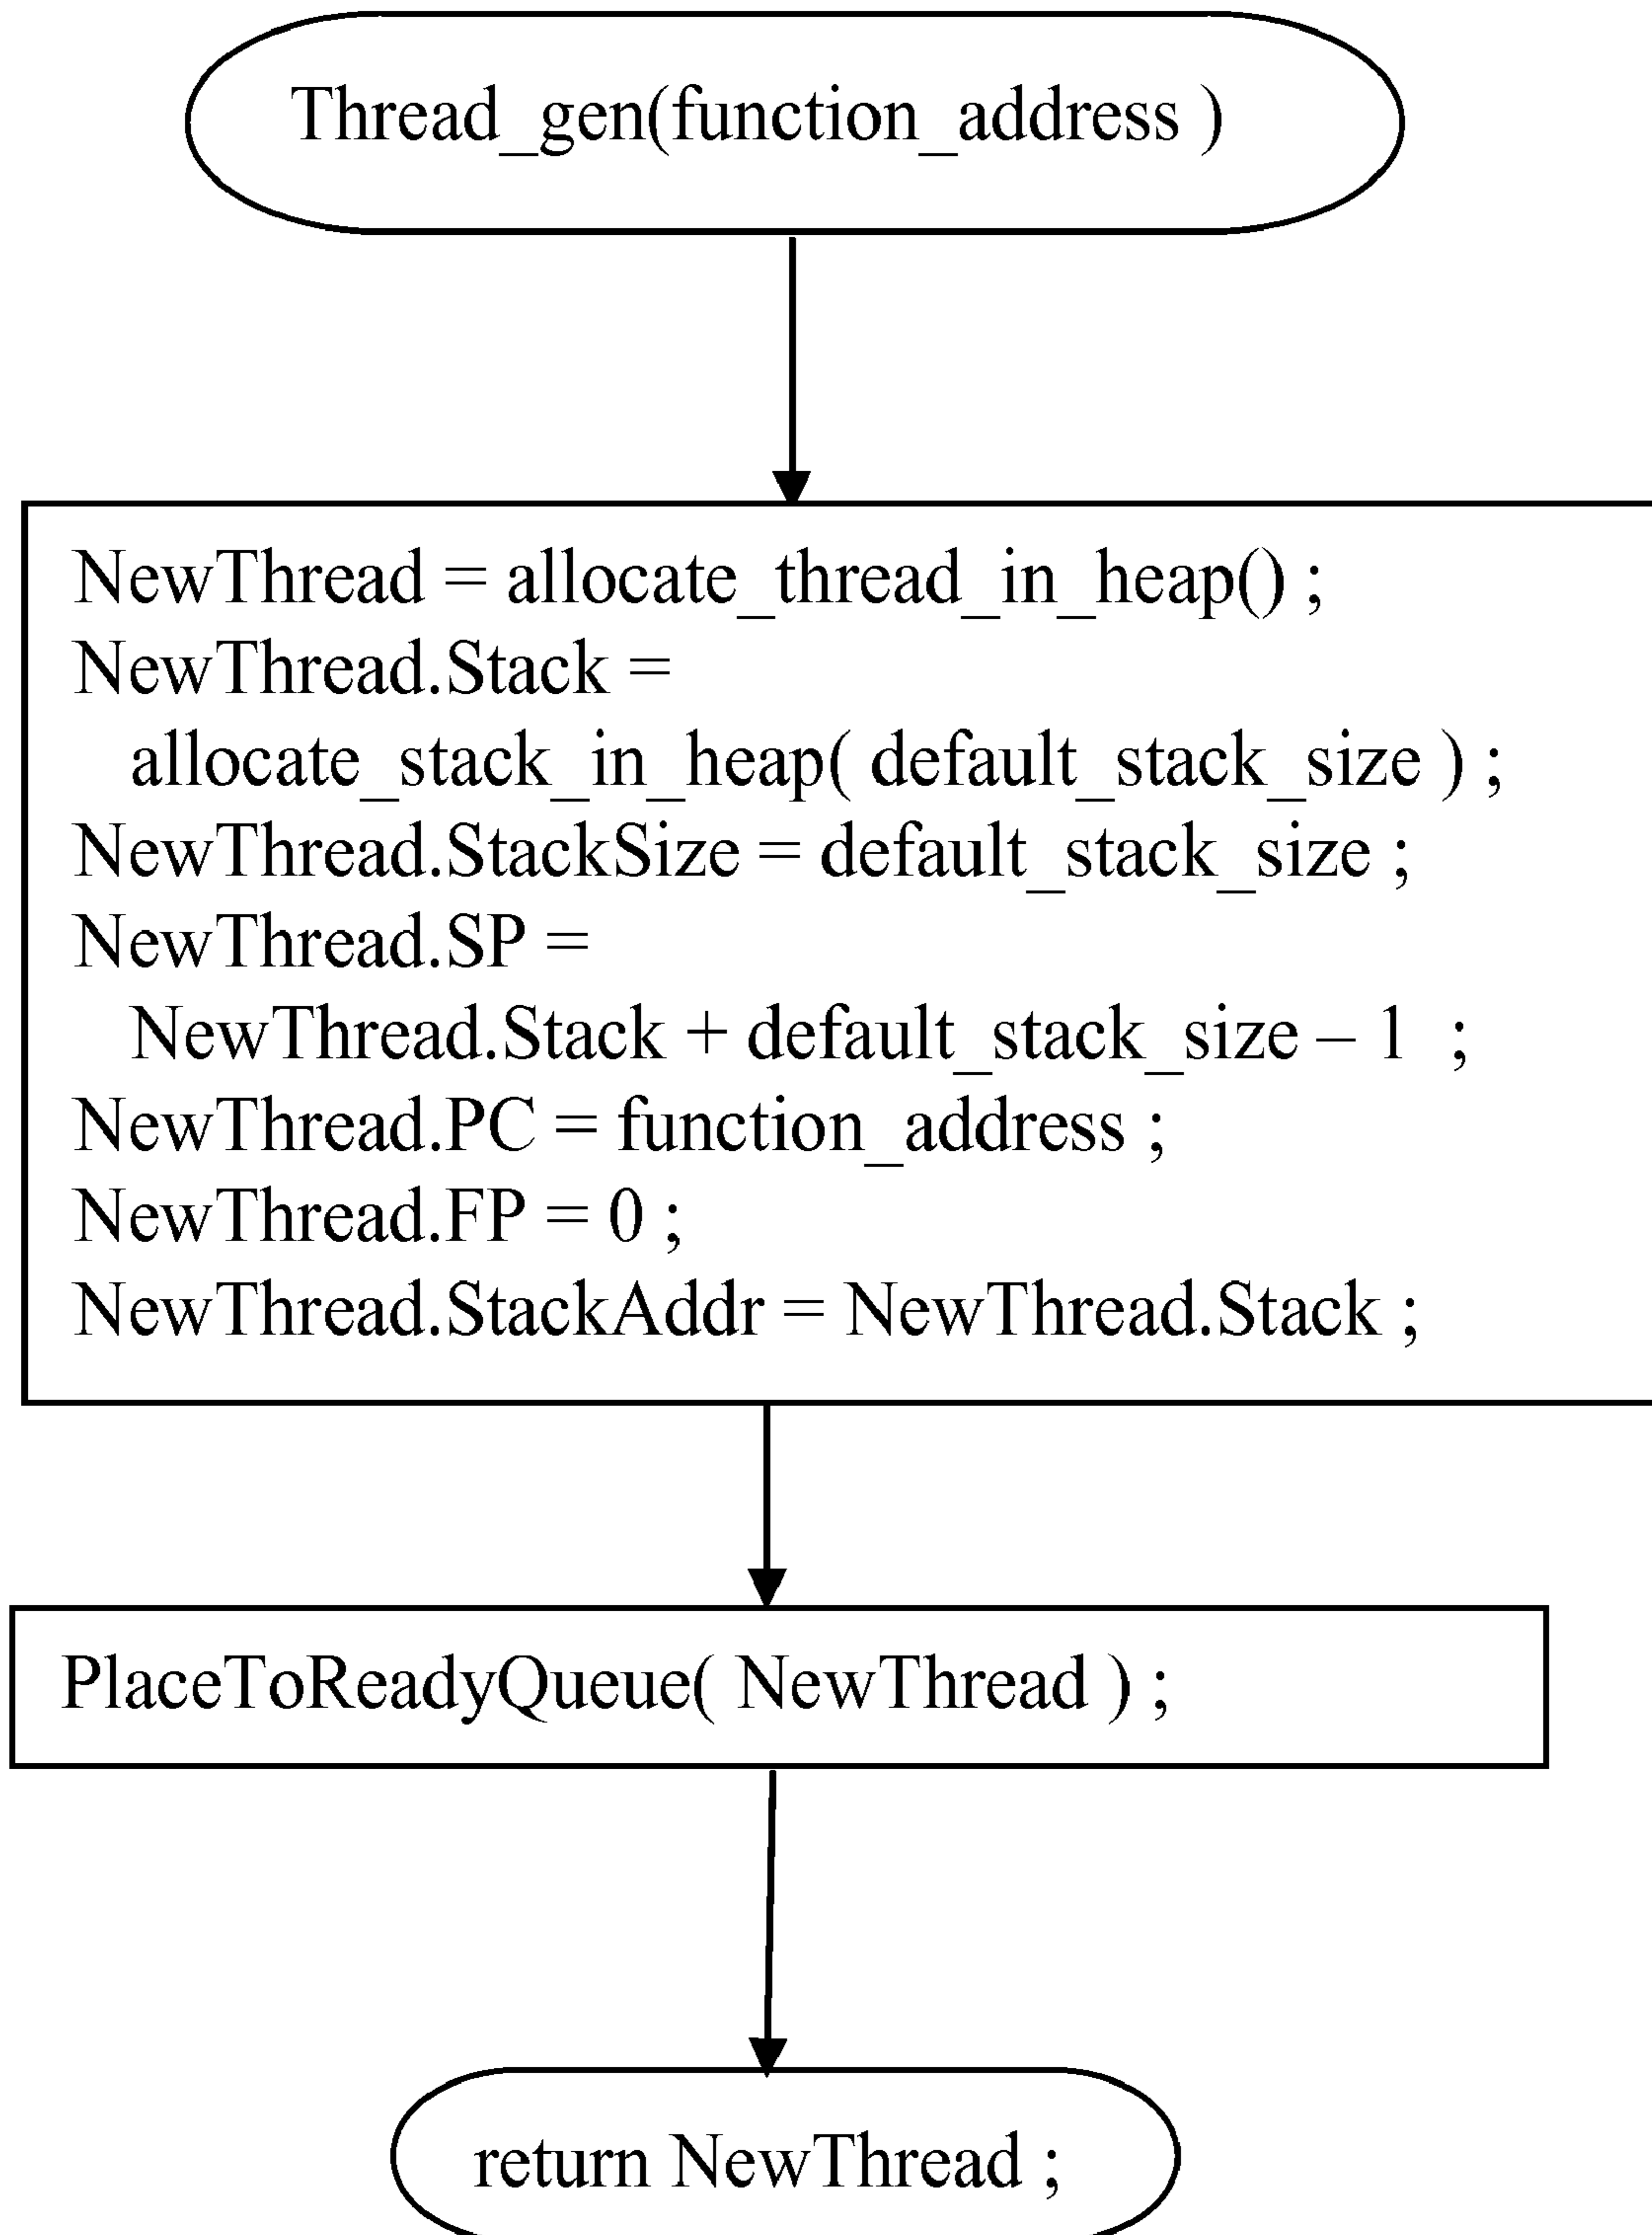 Thread_gen(function_address )
NewThread = allocate_thread_in_heap() ;
NewThread.Stack =
allocate_stack_in_heap( default_stack_size ) ;
NewThread.StackSize = default_stack_size ;
NewThread.SP =
NewThread.Stack + default_stack_size – 1 ;
NewThread.PC = function_address ;
NewThread.FP = 0 ;
NewThread.StackAddr = NewThread.Stack ;
PlaceToReadyQueue( NewThread ) ;
return NewThread ;